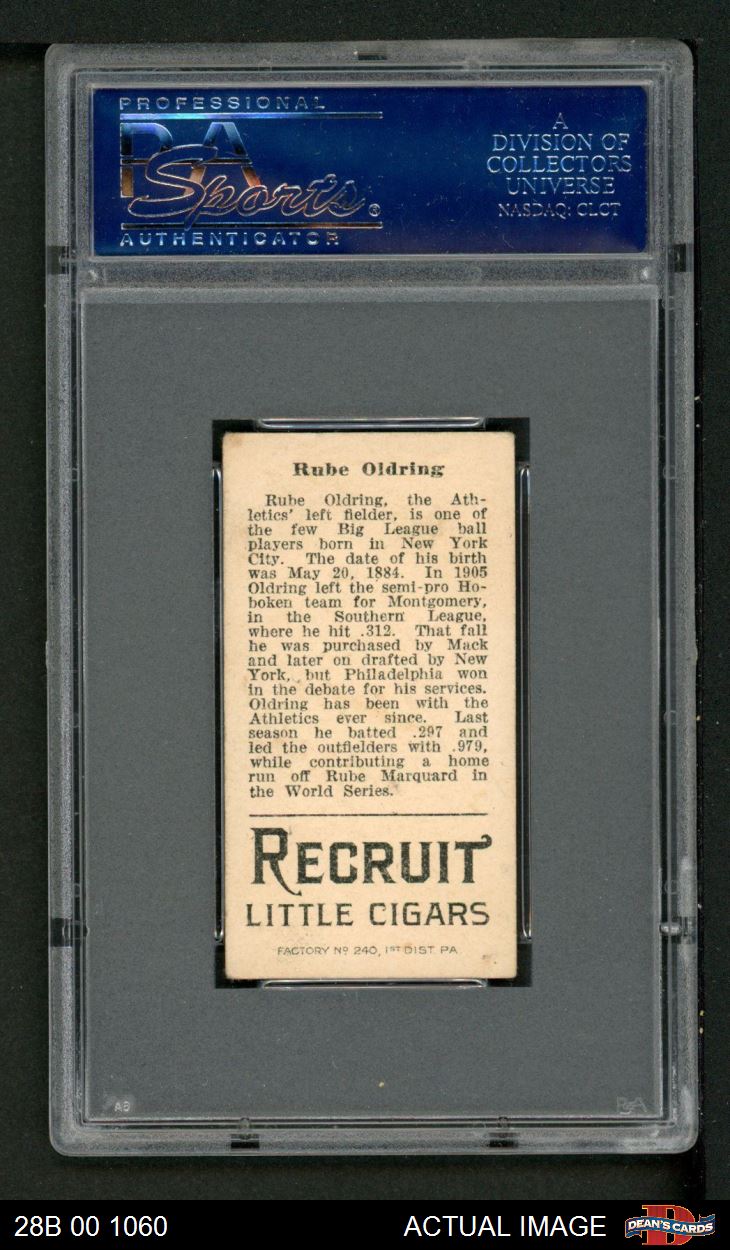 PROFESSIONAL
PSA
Sports®
AUTHENTICATOR
A
DIVISION OF
COLLECTORS
UNIVERSE
NASDAQ: CLCT
Rube Oldring
Rube Oldring, the Ath-
letics' left fielder, is one of
the few Big League ball
players born in New York
City. The date of his birth
was May 20, 1884. In 1905
Oldring left the semi-pro Ho-
boken team for Montgomery,
in the Southern League,
where he hit .312. That fall
he was purchased by Mack
and later on drafted by New
York, but Philadelphia won
in the debate for his services.
Oldring has been with the
Athletics ever since. Last
season he batted .297 and
led the outfielders with .979,
while contributing a home
run off Rube Marquard in
the World Series.
RECRUIT
LITTLE CIGARS
FACTORY Nº 240, 1ST DIST. PA
PSA
28B 00 1060
ACTUAL IMAGE
D
DEAN'S CARDS